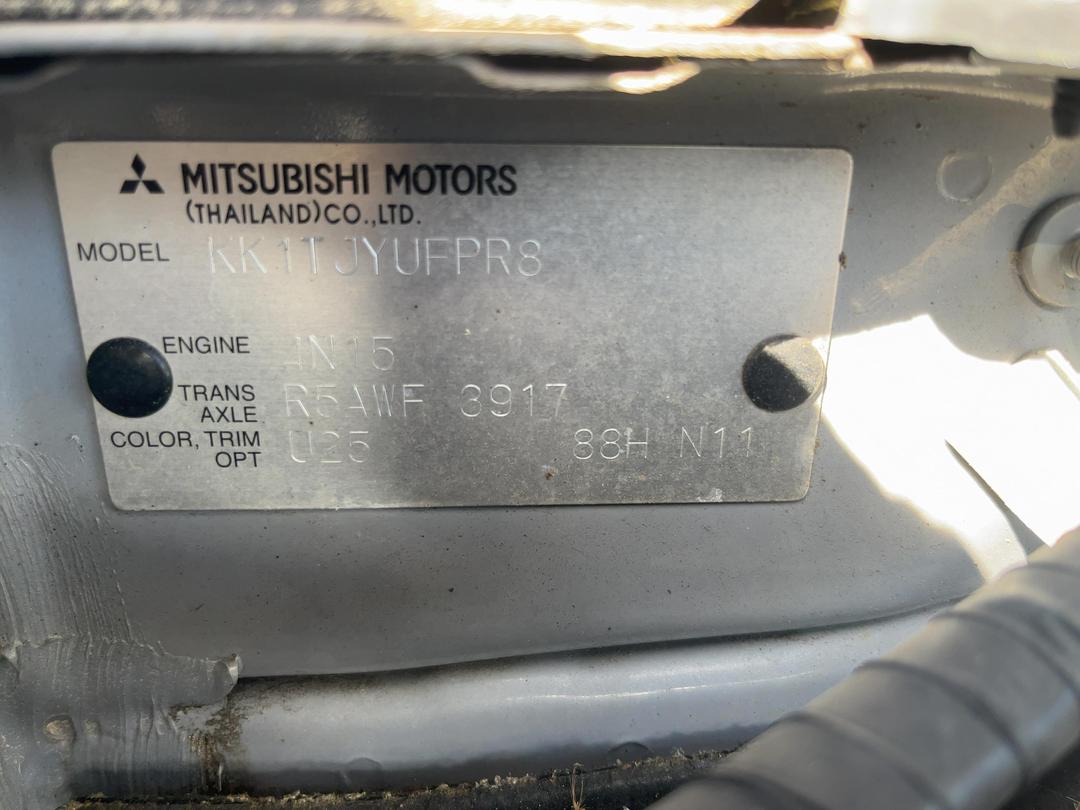 MITSUBISHI MOTORS
(THAILAND)CO.,LTD.
MODEL KK1TJYUFPR8
ENGINE 4N15
TRANS AXLE R5AWF 3917
COLOR, TRIM OPT U25 88H N11